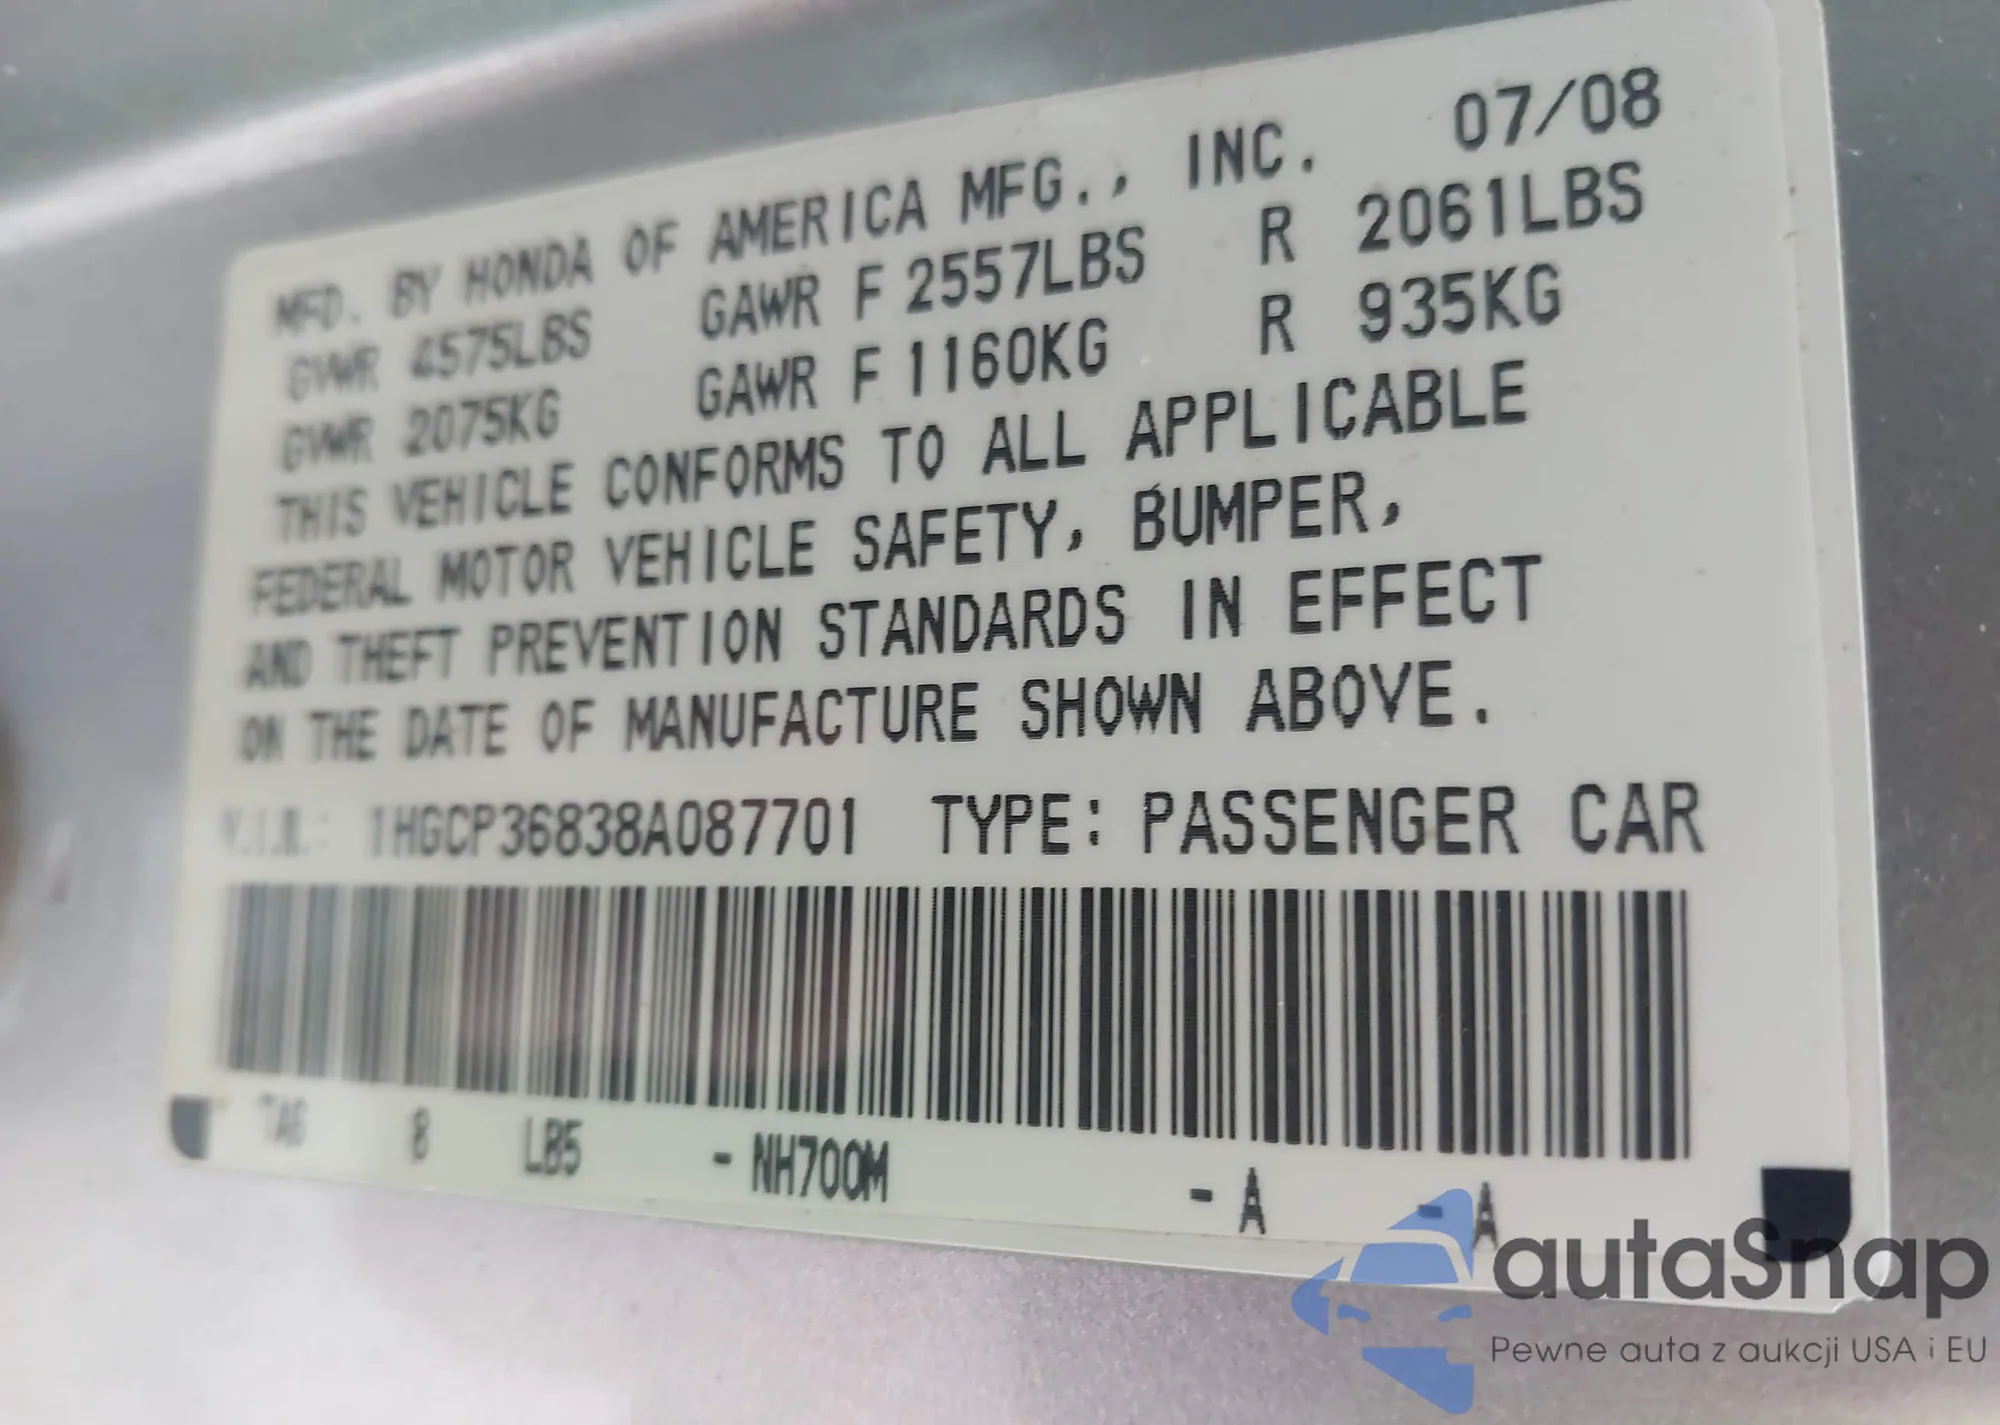 MFD. BY HONDA OF AMERICA MFG., INC. 07/08
GVWR 4575LBS GAWR F 2557LBS R 2061LBS
GVWR 2075KG GAWR F 1160KG R 935KG
THIS VEHICLE CONFORMS TO ALL APPLICABLE
FEDERAL MOTOR VEHICLE SAFETY, BUMPER,
AND THEFT PREVENTION STANDARDS IN EFFECT
ON THE DATE OF MANUFACTURE SHOWN ABOVE.
V.I.N.: 1HGCP36838A087701 TYPE: PASSENGER CAR
TA6 8 LB5 - NH700M - A - A
autaSnap
Pewne auta z aukcji USA i EU